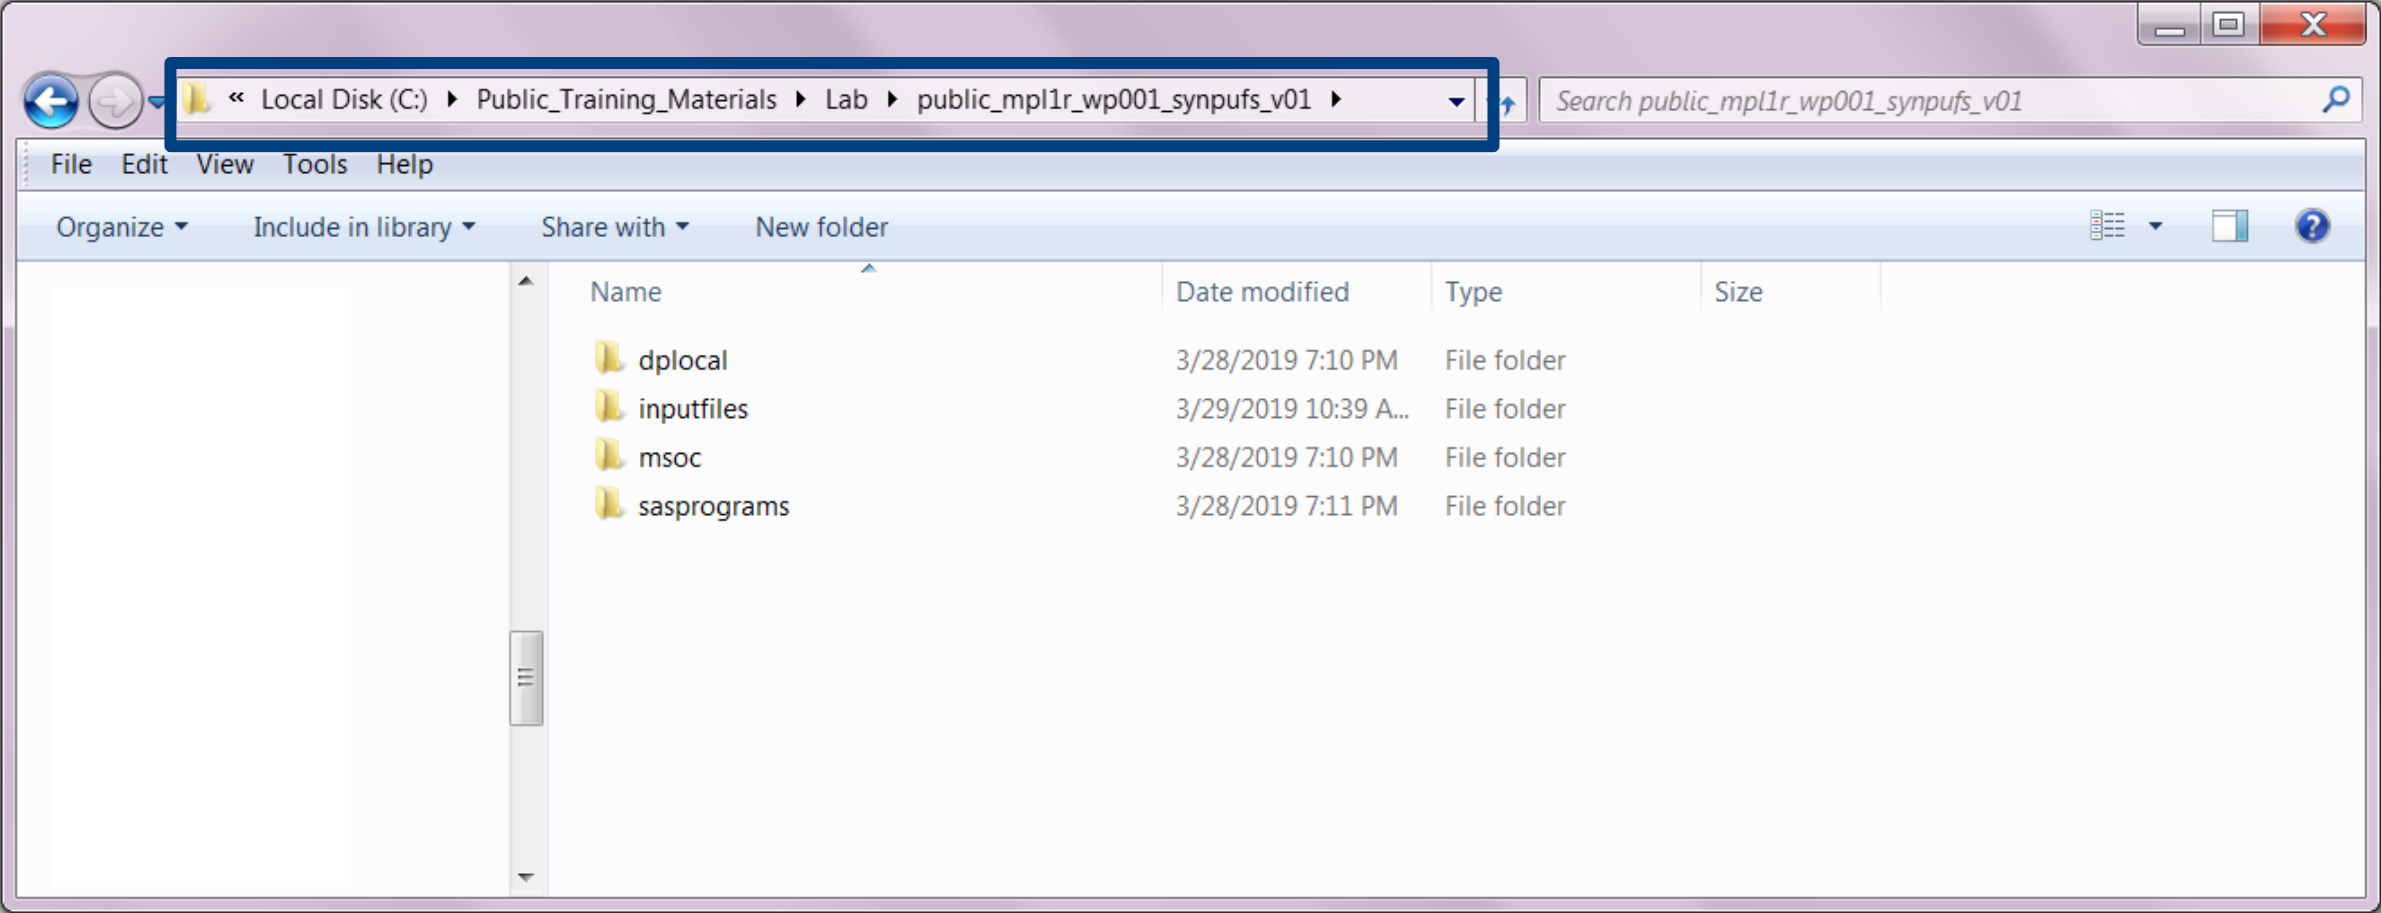 « Local Disk (C:) Public_Training_Materials Lab public_mpl1r_wp001_synpufs_v01 Search public_mpl1r_wp001_synpufs_v01
File Edit View Tools Help
Organize Include in library Share with New folder
Name Date modified Type Size
dplocal 3/28/2019 7:10 PM File folder
inputfiles 3/29/2019 10:39 A... File folder
msoc 3/28/2019 7:10 PM File folder
sasprograms 3/28/2019 7:11 PM File folder